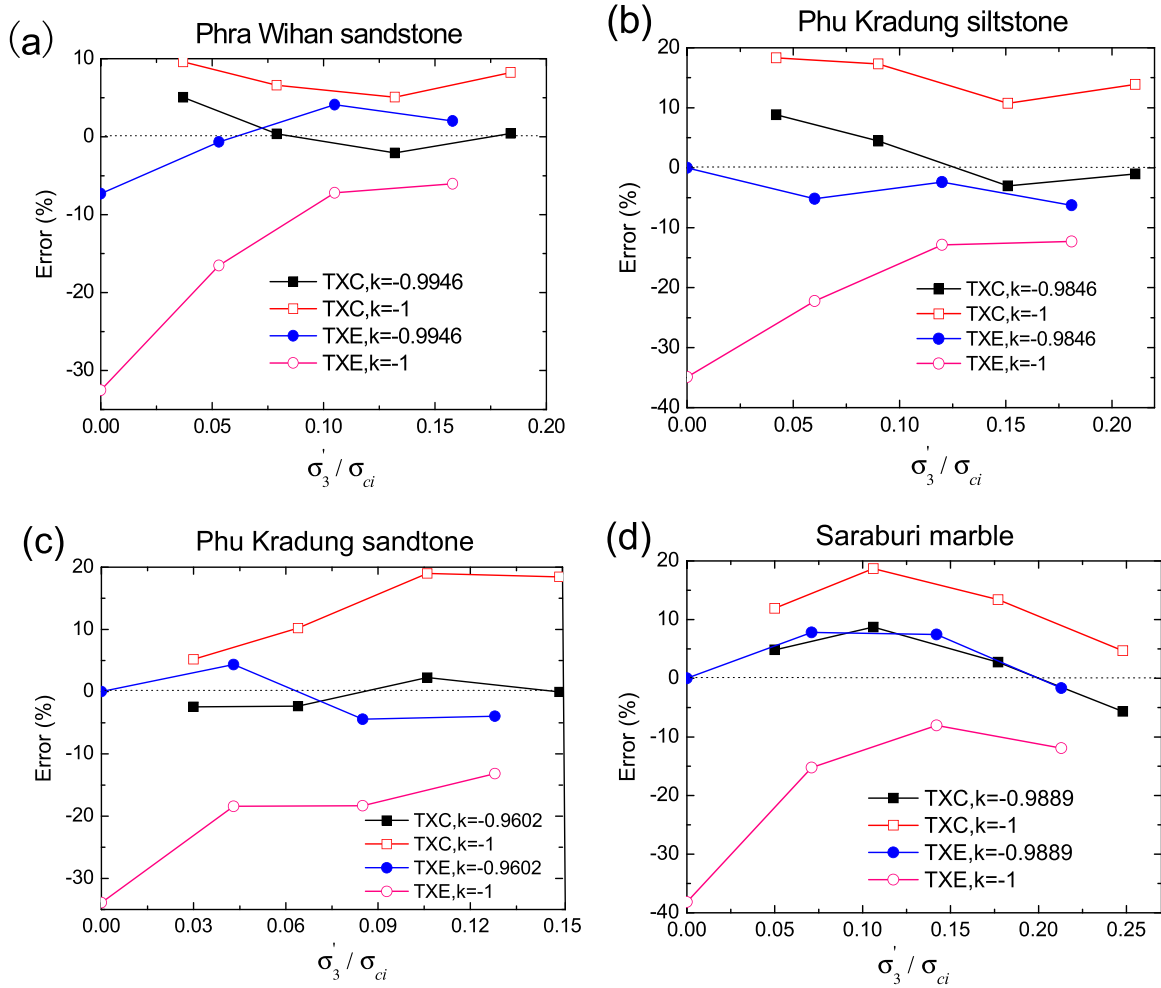 (a)
Phra Wihan sandstone
10
0
-10
-20
-30
Error (%)
TXC,k=-0.9946
TXC,k=-1
TXE,k=-0.9946
TXE,k=-1
0.00 0.05 0.10 0.15 0.20
σ'3 / σci
(b)
Phu Kradung siltstone
20
10
0
-10
-20
-30
-40
Error (%)
TXC,k=-0.9846
TXC,k=-1
TXE,k=-0.9846
TXE,k=-1
0.00 0.05 0.10 0.15 0.20
σ'3 / σci
(c)
Phu Kradung sandtone
20
10
0
-10
-20
-30
Error (%)
TXC,k=-0.9602
TXC,k=-1
TXE,k=-0.9602
TXE,k=-1
0.00 0.03 0.06 0.09 0.12 0.15
σ'3 / σci
(d)
Saraburi marble
20
10
0
-10
-20
-30
-40
Error (%)
TXC,k=-0.9889
TXC,k=-1
TXE,k=-0.9889
TXE,k=-1
0.00 0.05 0.10 0.15 0.20 0.25
σ'3 / σci